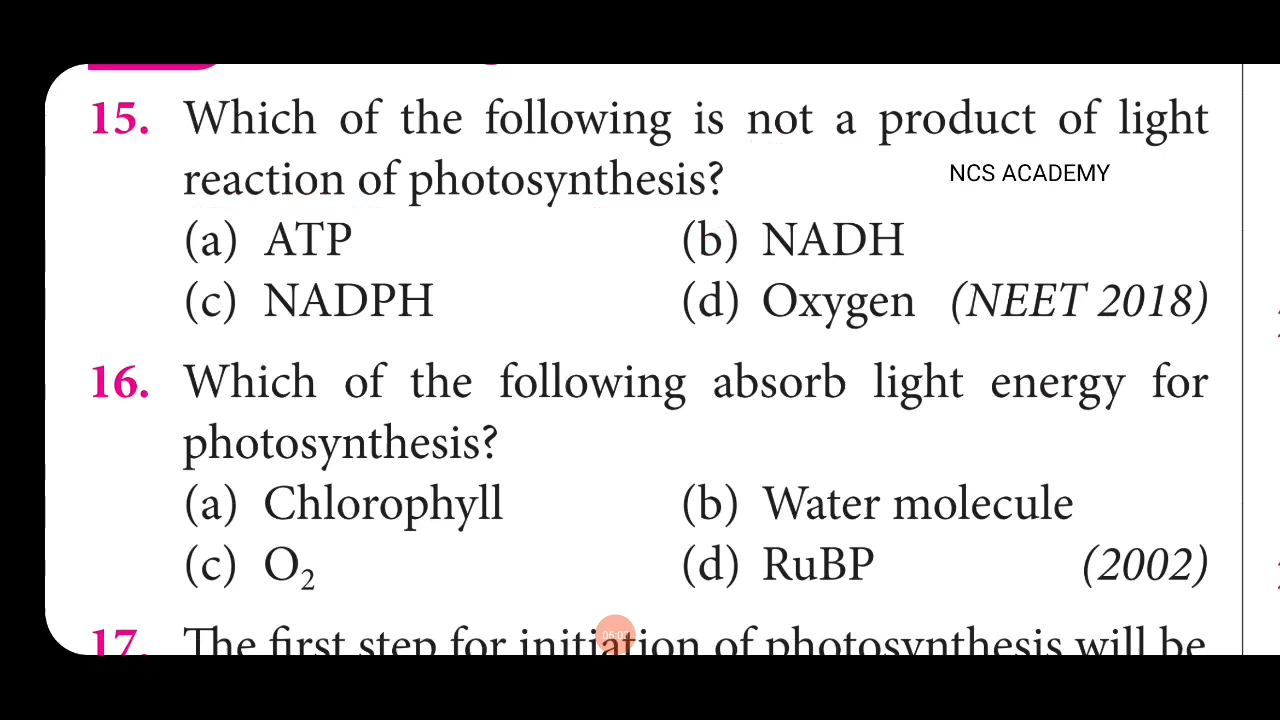 15. Which of the following is not a product of light
reaction of photosynthesis?
NCS ACADEMY
(a) ATP (b) NADH
(c) NADPH (d) Oxygen (NEET 2018)
16. Which of the following absorb light energy for
photosynthesis?
(a) Chlorophyll (b) Water molecule
(c) O₂ (d) RuBP (2002)
17. The first step for initiation of photosynthesis will be